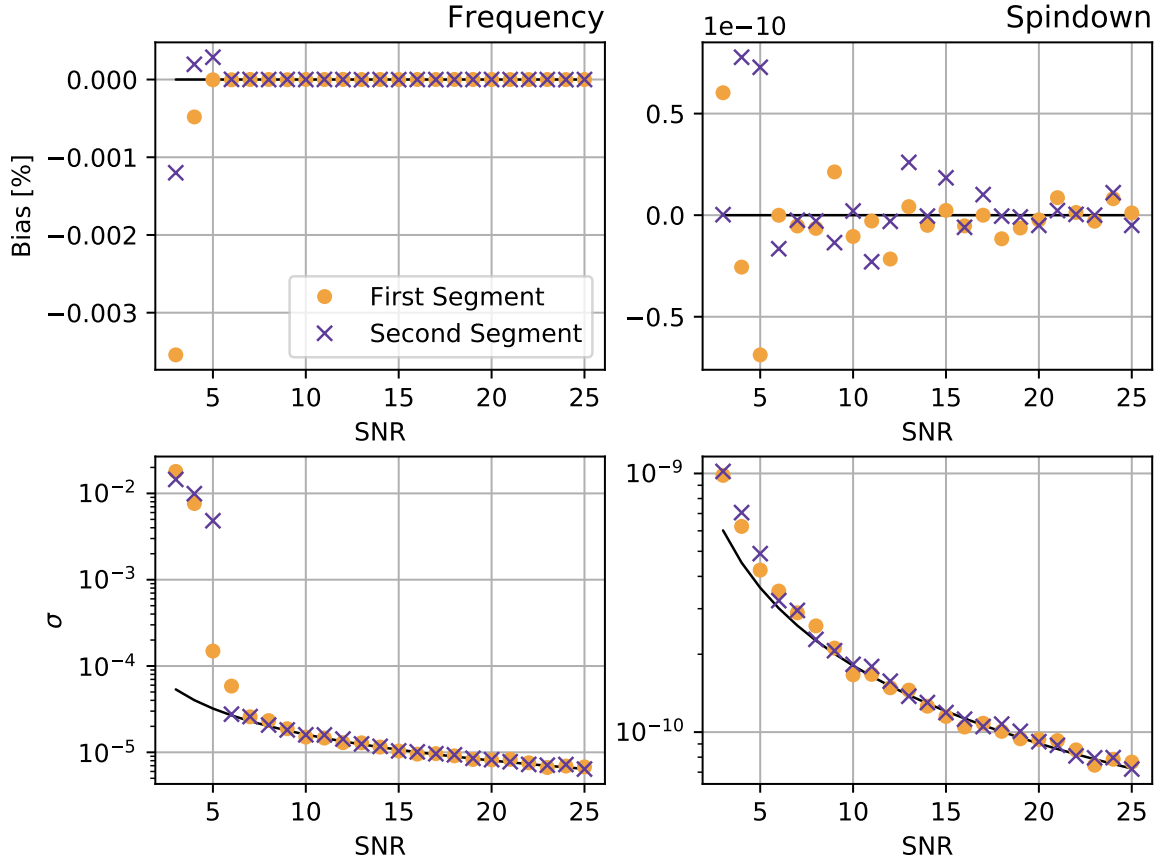 Frequency
Spindown
1e−10
0.000
−0.001
−0.002
−0.003
Bias [%]
First Segment
Second Segment
5 10 15 20 25
SNR
0.5
0.0
−0.5
5 10 15 20 25
SNR
10⁻²
10⁻³
10⁻⁴
10⁻⁵
σ
5 10 15 20 25
SNR
10⁻⁹
10⁻¹⁰
5 10 15 20 25
SNR